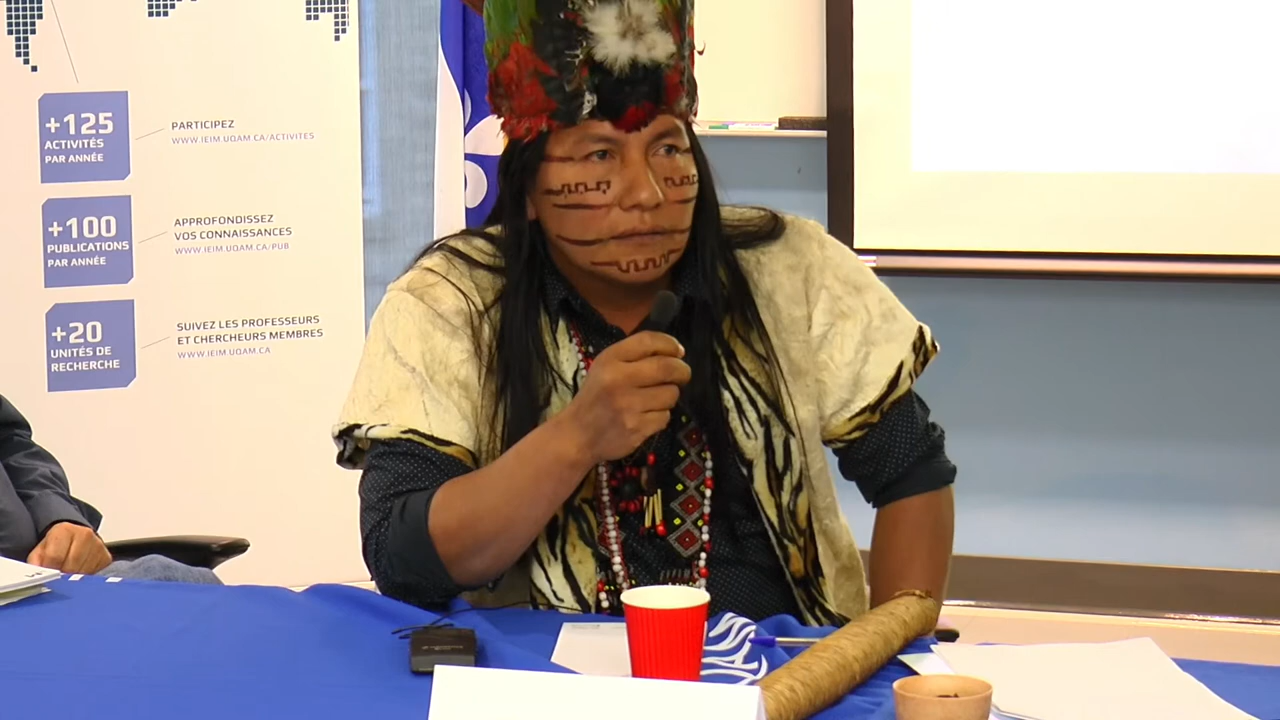 +125
ACTIVITÉS
PAR ANNÉE
PARTICIPEZ
WWW.IEIM.UQAM.CA/ACTIVITES
+100
PUBLICATIONS
PAR ANNÉE
APPROFONDISSEZ
VOS CONNAISSANCES
WWW.IEIM.UQAM.CA/PUB
+20
UNITÉS DE
RECHERCHE
SUIVEZ LES PROFESSEURS
ET CHERCHEURS MEMBRES
WWW.IEIM.UQAM.CA